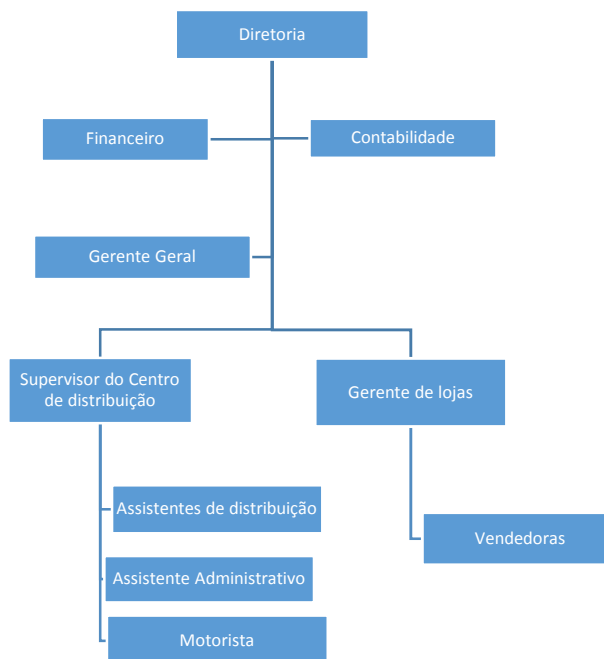 Diretoria
Financeiro
Contabilidade
Gerente Geral
Supervisor do Centro
de distribuição
Gerente de lojas
Assistentes de distribuição
Vendedoras
Assistente Administrativo
Motorista